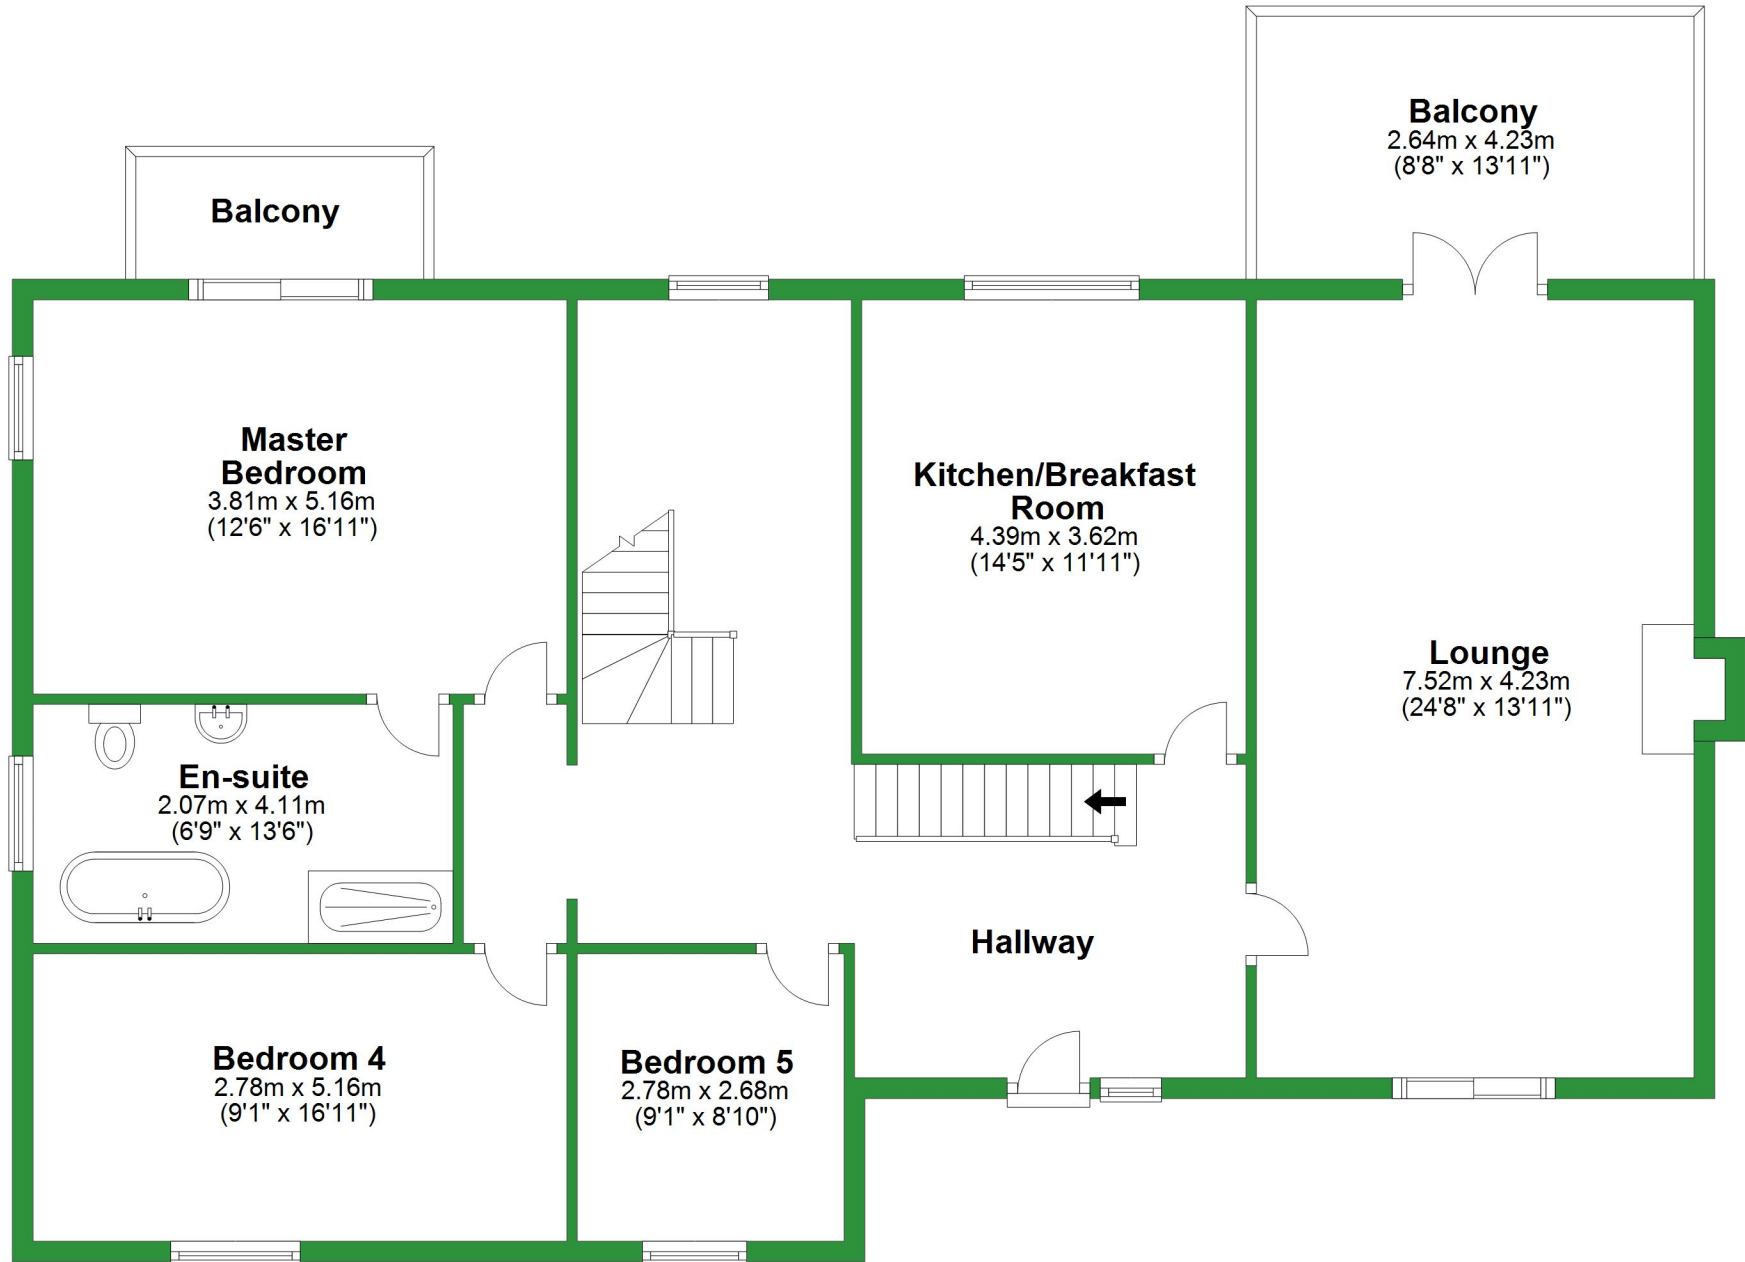 Balcony
2.64m x 4.23m
(8'8" x 13'11")
Balcony
Master
Bedroom
3.81m x 5.16m
(12'6" x 16'11")
Kitchen/Breakfast
Room
4.39m x 3.62m
(14'5" x 11'11")
Lounge
7.52m x 4.23m
(24'8" x 13'11")
En-suite
2.07m x 4.11m
(6'9" x 13'6")
Hallway
Bedroom 4
2.78m x 5.16m
(9'1" x 16'11")
Bedroom 5
2.78m x 2.68m
(9'1" x 8'10")